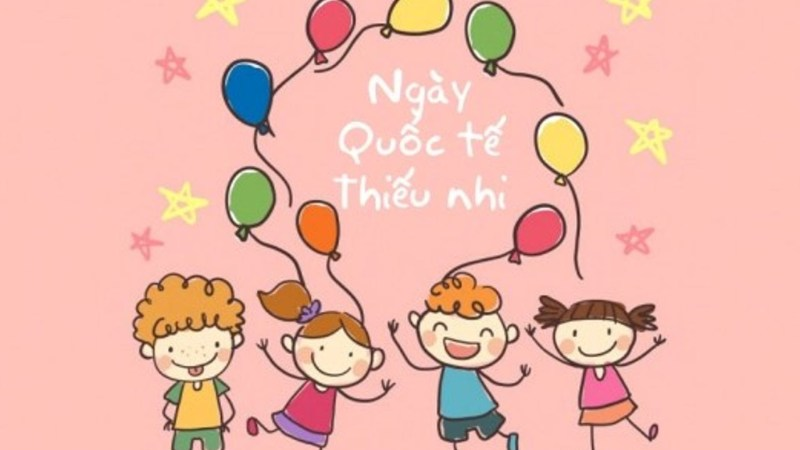 Ngày
Quốc tế
thiếu nhi